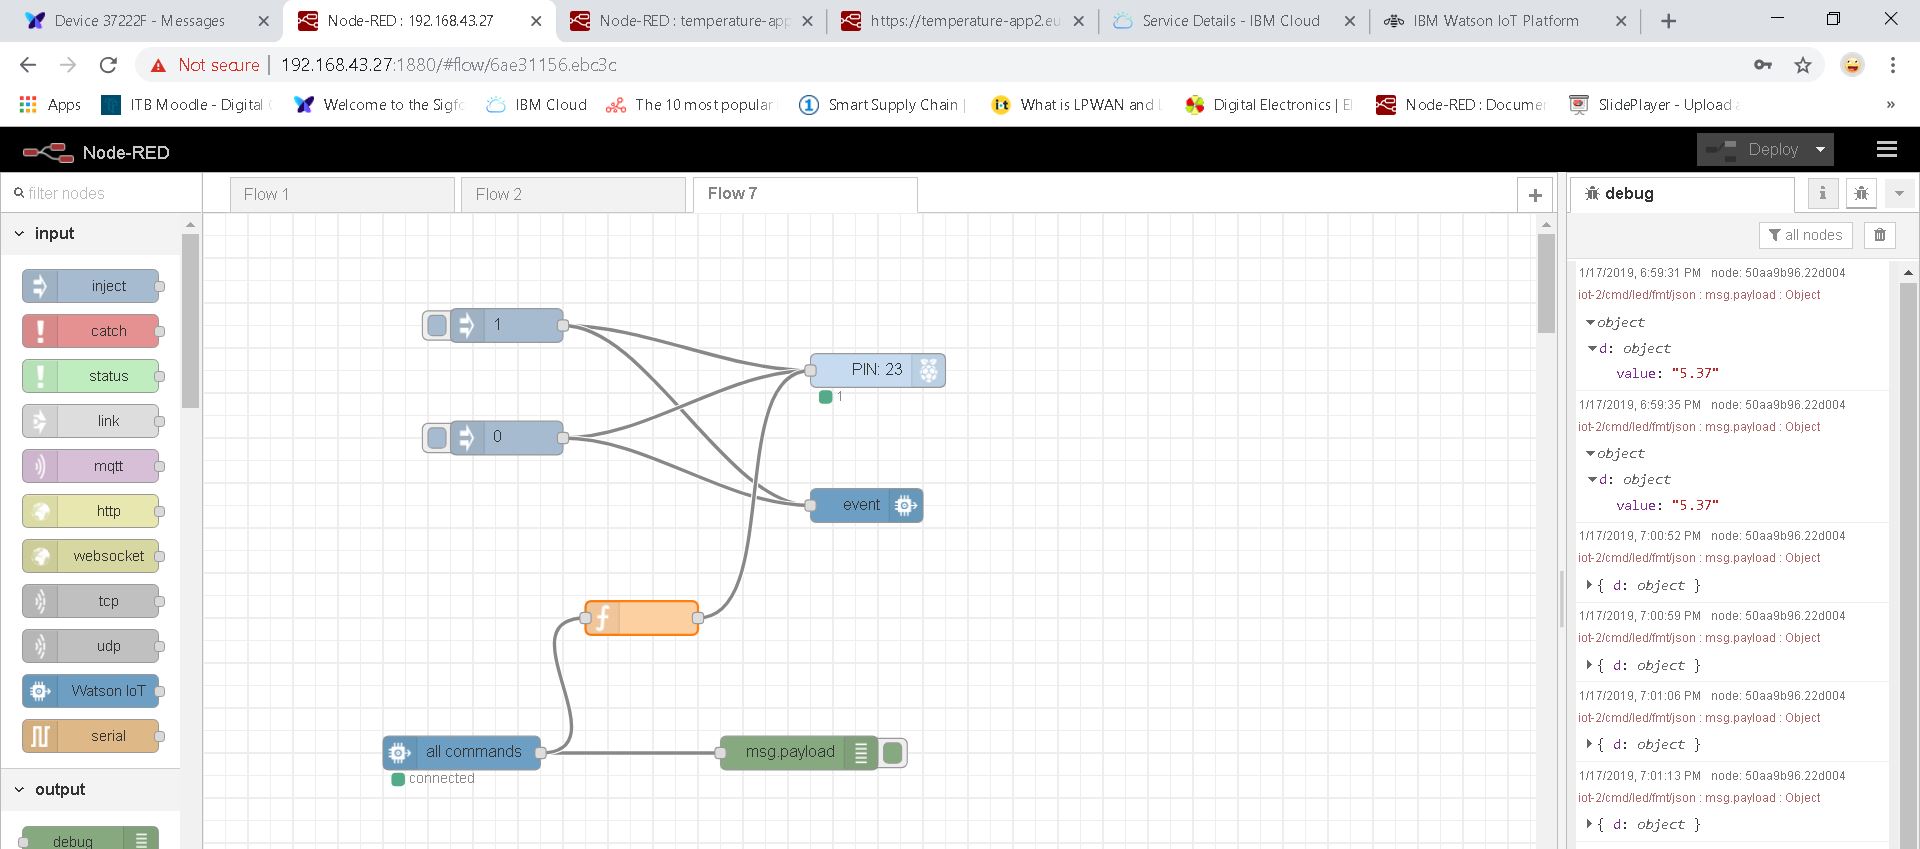 Device 37222F - Messages
Node-RED : 192.168.43.27
Node-RED : temperature-app
https://temperature-app2.eu
Service Details - IBM Cloud
IBM Watson IoT Platform
Not secure | 192.168.43.27:1880/#flow/6ae31156.ebc3c
Apps
ITB Moodle - Digital
Welcome to the Sigfo
IBM Cloud
The 10 most popular
Smart Supply Chain |
What is LPWAN and
Digital Electronics | El
Node-RED : Documen
SlidePlayer - Upload
»
Node-RED
Deploy
filter nodes
Flow 1
Flow 2
Flow 7
+
debug
i
input
all nodes
inject
catch
status
link
mqtt
http
websocket
tcp
udp
Watson IoT
serial
output
debug
1
0
PIN: 23
1
event
f
all commands
connected
msg.payload
1/17/2019, 6:59:31 PM node: 50aa9b96.22d004
iot-2/cmd/led/fmt/json : msg.payload : Object
object
d: object
value: "5.37"
1/17/2019, 6:59:35 PM node: 50aa9b96.22d004
iot-2/cmd/led/fmt/json : msg.payload : Object
object
d: object
value: "5.37"
1/17/2019, 7:00:52 PM node: 50aa9b96.22d004
iot-2/cmd/led/fmt/json : msg.payload : Object
{ d: object }
1/17/2019, 7:00:59 PM node: 50aa9b96.22d004
iot-2/cmd/led/fmt/json : msg.payload : Object
{ d: object }
1/17/2019, 7:01:06 PM node: 50aa9b96.22d004
iot-2/cmd/led/fmt/json : msg.payload : Object
{ d: object }
1/17/2019, 7:01:13 PM node: 50aa9b96.22d004
iot-2/cmd/led/fmt/json : msg.payload : Object
{ d: object }